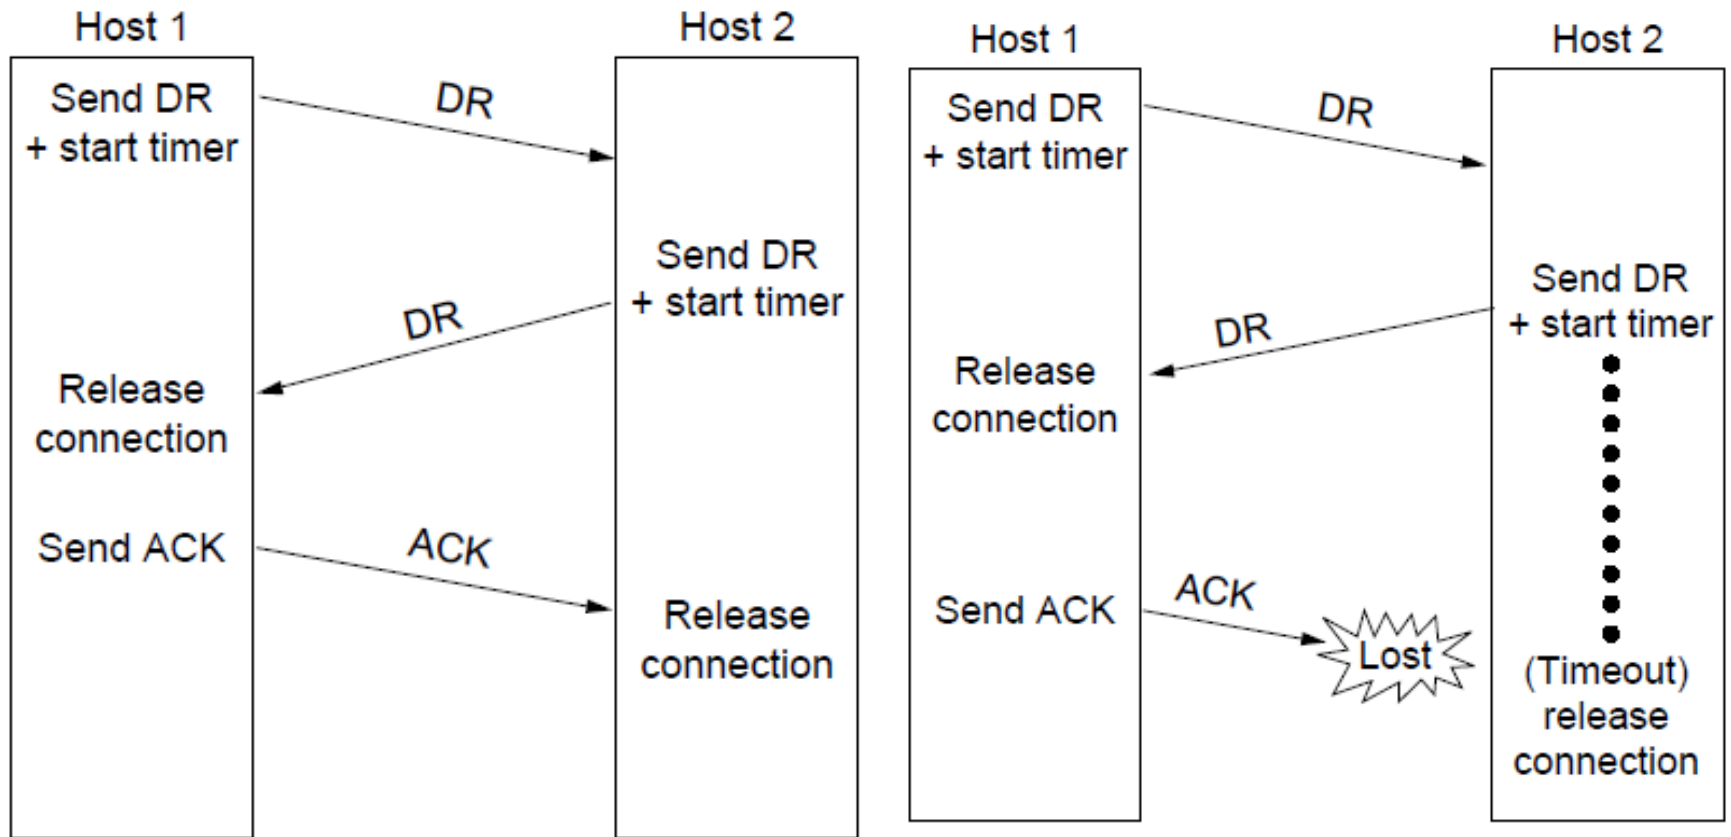 Host 1
Host 2
Send DR
+ start timer
DR
Send DR
+ start timer
DR
Release
connection
Send ACK
ACK
Release
connection
Host 1
Host 2
Send DR
+ start timer
DR
Send DR
+ start timer
DR
Release
connection
Send ACK
ACK
Lost
(Timeout)
release
connection